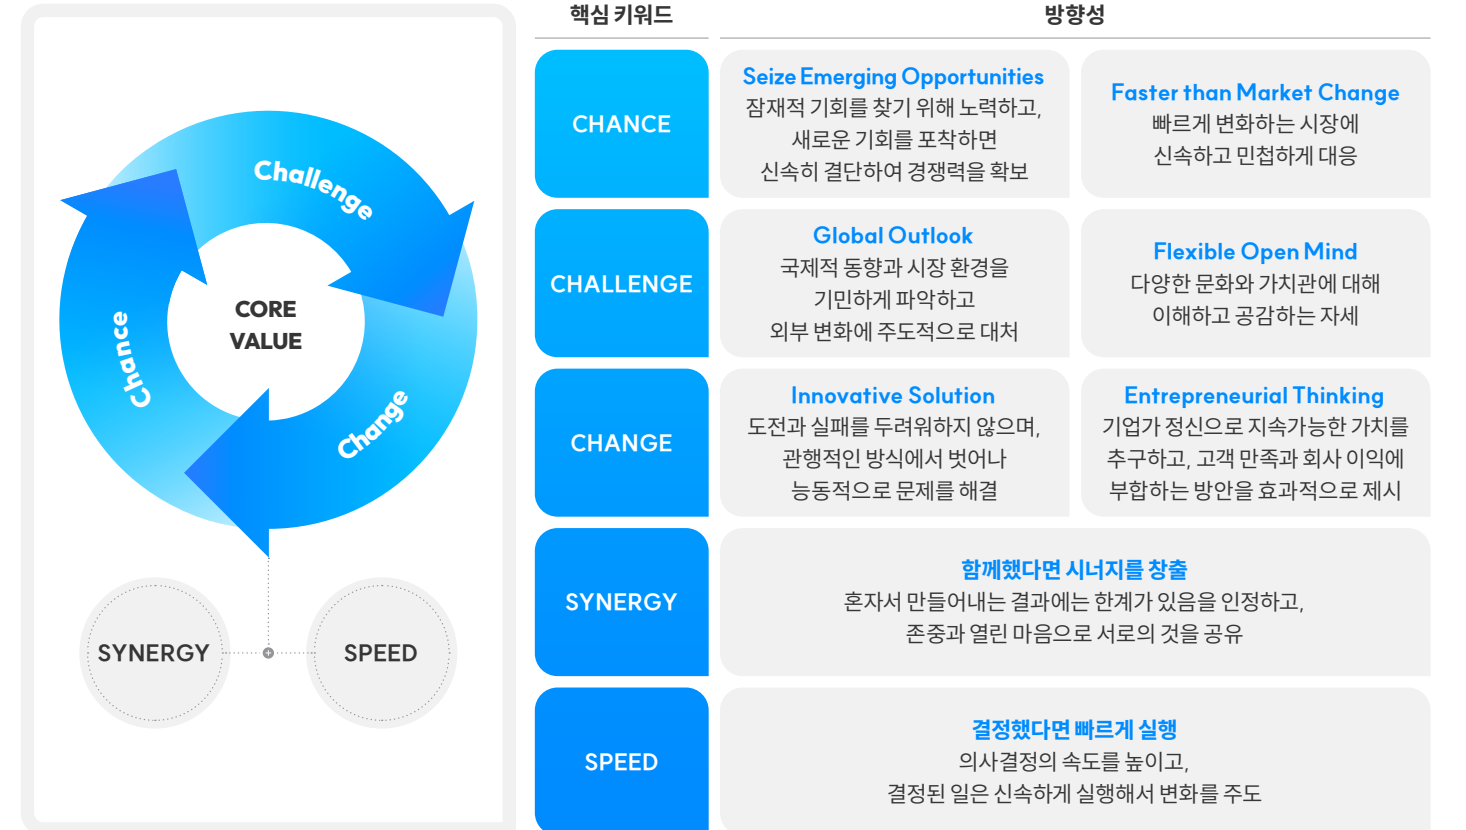 Challenge
Chance
CORE
VALUE
Change
SYNERGY
SPEED
핵심 키워드
방향성
CHANCE
Seize Emerging Opportunities
잠재적 기회를 찾기 위해 노력하고,
새로운 기회를 포착하면
신속히 결단하여 경쟁력을 확보
Faster than Market Change
빠르게 변화하는 시장에
신속하고 민첩하게 대응
CHALLENGE
Global Outlook
국제적 동향과 시장 환경을
기민하게 파악하고
외부 변화에 주도적으로 대처
Flexible Open Mind
다양한 문화와 가치관에 대해
이해하고 공감하는 자세
CHANGE
Innovative Solution
도전과 실패를 두려워하지 않으며,
관행적인 방식에서 벗어나
능동적으로 문제를 해결
Entrepreneurial Thinking
기업가 정신으로 지속가능한 가치를
추구하고, 고객 만족과 회사 이익에
부합하는 방안을 효과적으로 제시
SYNERGY
함께했다면 시너지를 창출
혼자서 만들어내는 결과에는 한계가 있음을 인정하고,
존중과 열린 마음으로 서로의 것을 공유
SPEED
결정했다면 빠르게 실행
의사결정의 속도를 높이고,
결정된 일은 신속하게 실행해서 변화를 주도